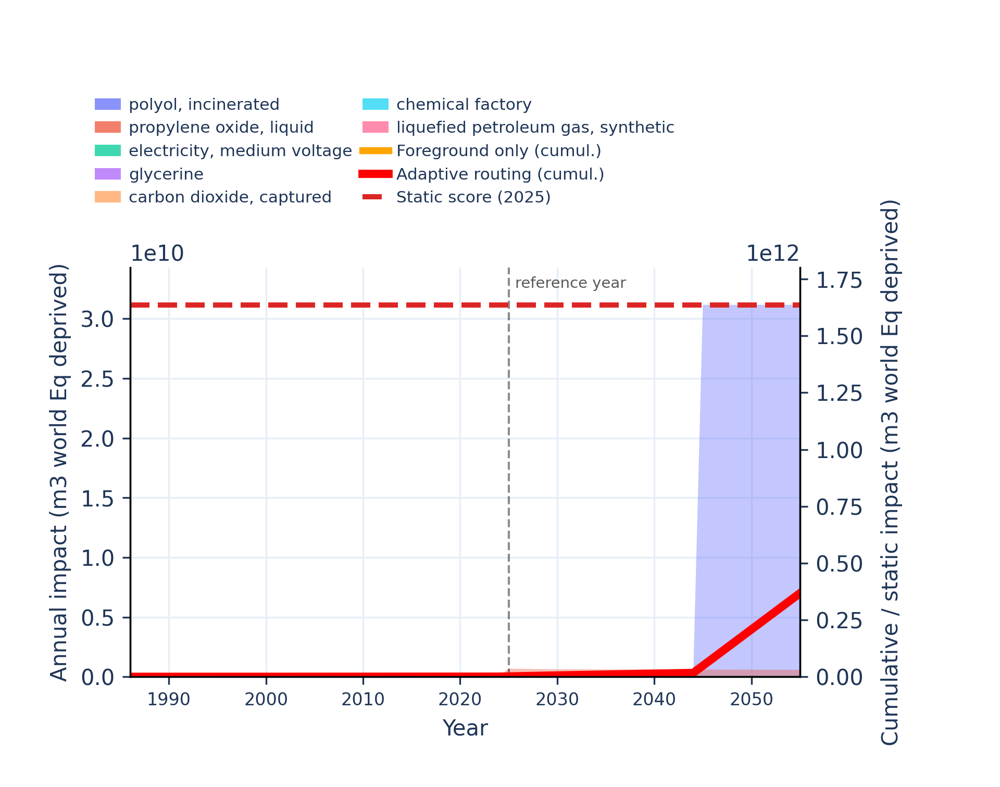 polyol, incinerated
propylene oxide, liquid
electricity, medium voltage
glycerine
carbon dioxide, captured
chemical factory
liquefied petroleum gas, synthetic
Foreground only (cumul.)
Adaptive routing (cumul.)
Static score (2025)
1e10
1e12
reference year
Annual impact (m3 world Eq deprived)
3.0
2.5
2.0
1.5
1.0
0.5
0.0
1.75
1.50
1.25
1.00
0.75
0.50
0.25
0.00
Cumulative / static impact (m3 world Eq deprived)
1990 2000 2010 2020 2030 2040 2050
Year